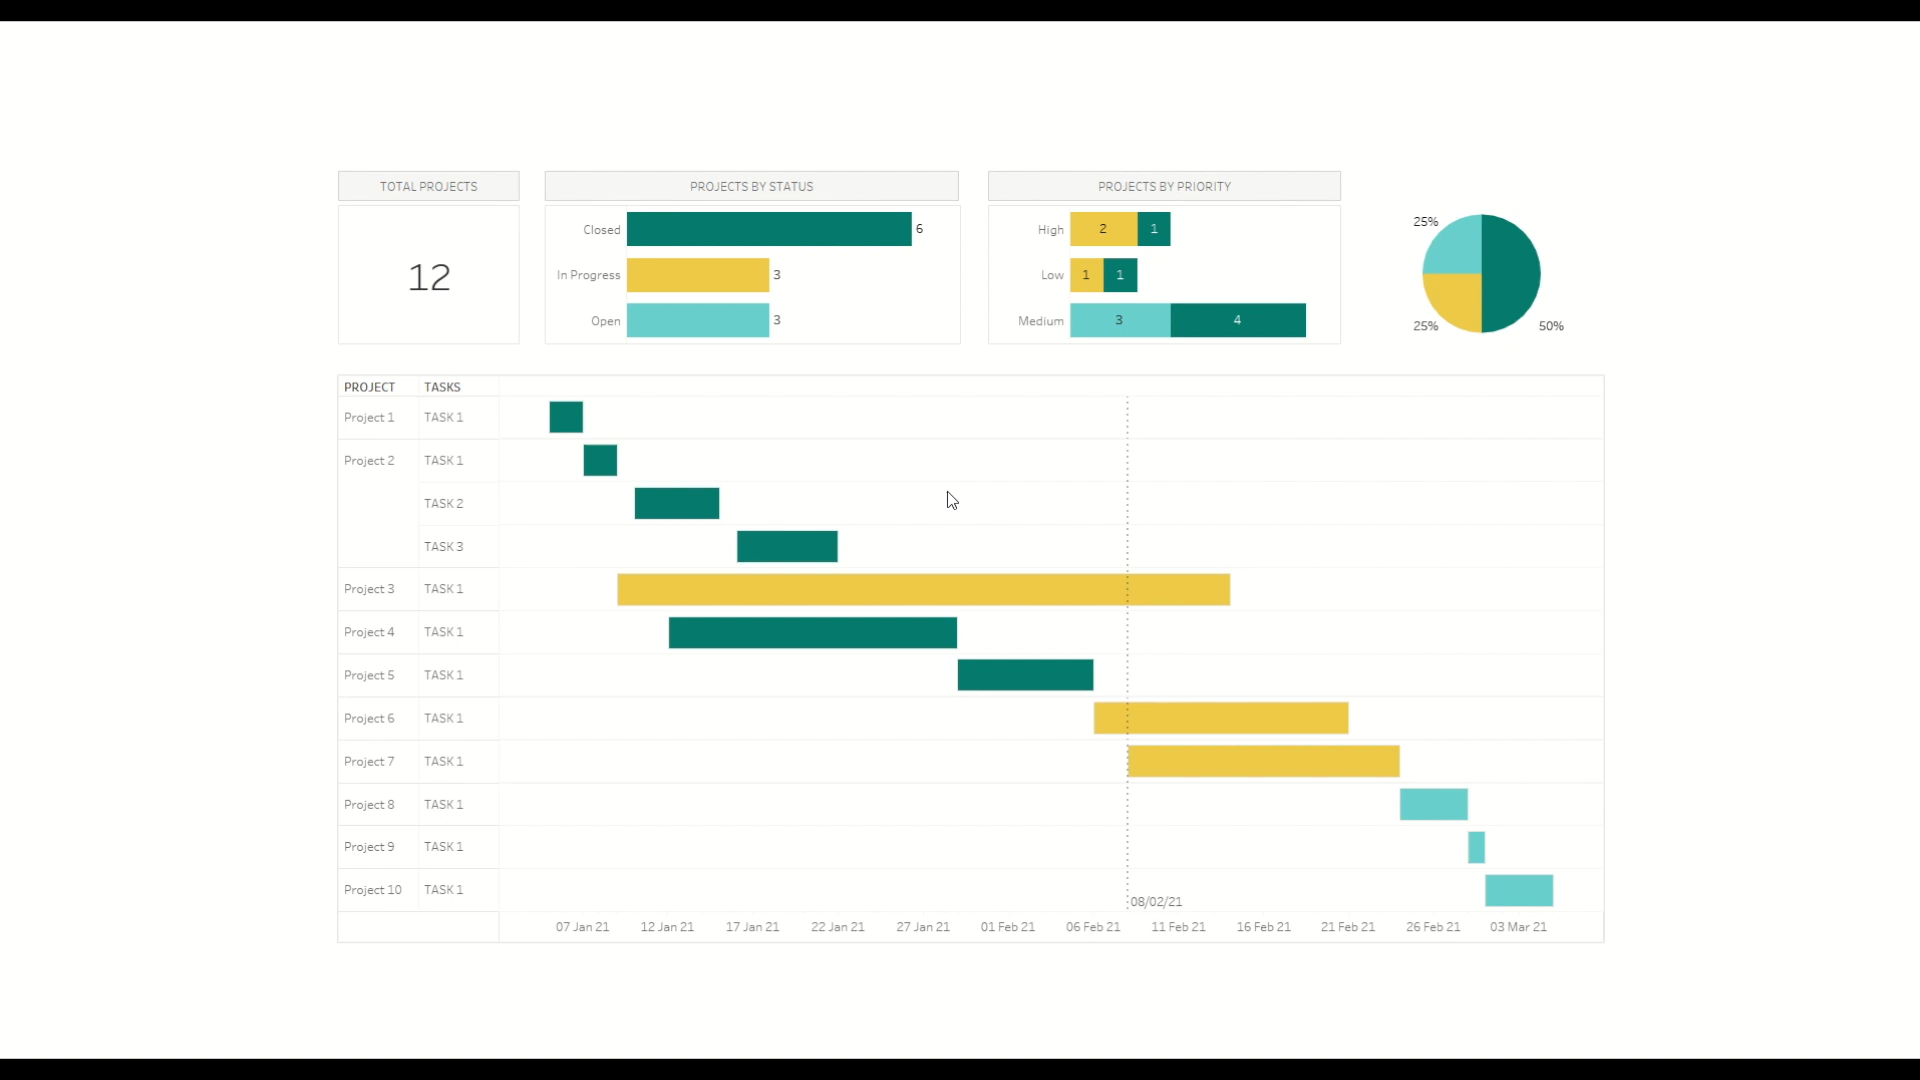 TOTAL PROJECTS
12
PROJECTS BY STATUS
Closed 6
In Progress 3
Open 3
PROJECTS BY PRIORITY
High 2 1
Low 1 1
Medium 3 4
25%
25%
50%
PROJECT TASKS
Project 1 TASK 1
Project 2 TASK 1
TASK 2
TASK 3
Project 3 TASK 1
Project 4 TASK 1
Project 5 TASK 1
Project 6 TASK 1
Project 7 TASK 1
Project 8 TASK 1
Project 9 TASK 1
Project 10 TASK 1
08/02/21
07 Jan 21 12 Jan 21 17 Jan 21 22 Jan 21 27 Jan 21 01 Feb 21 06 Feb 21 11 Feb 21 16 Feb 21 21 Feb 21 26 Feb 21 03 Mar 21